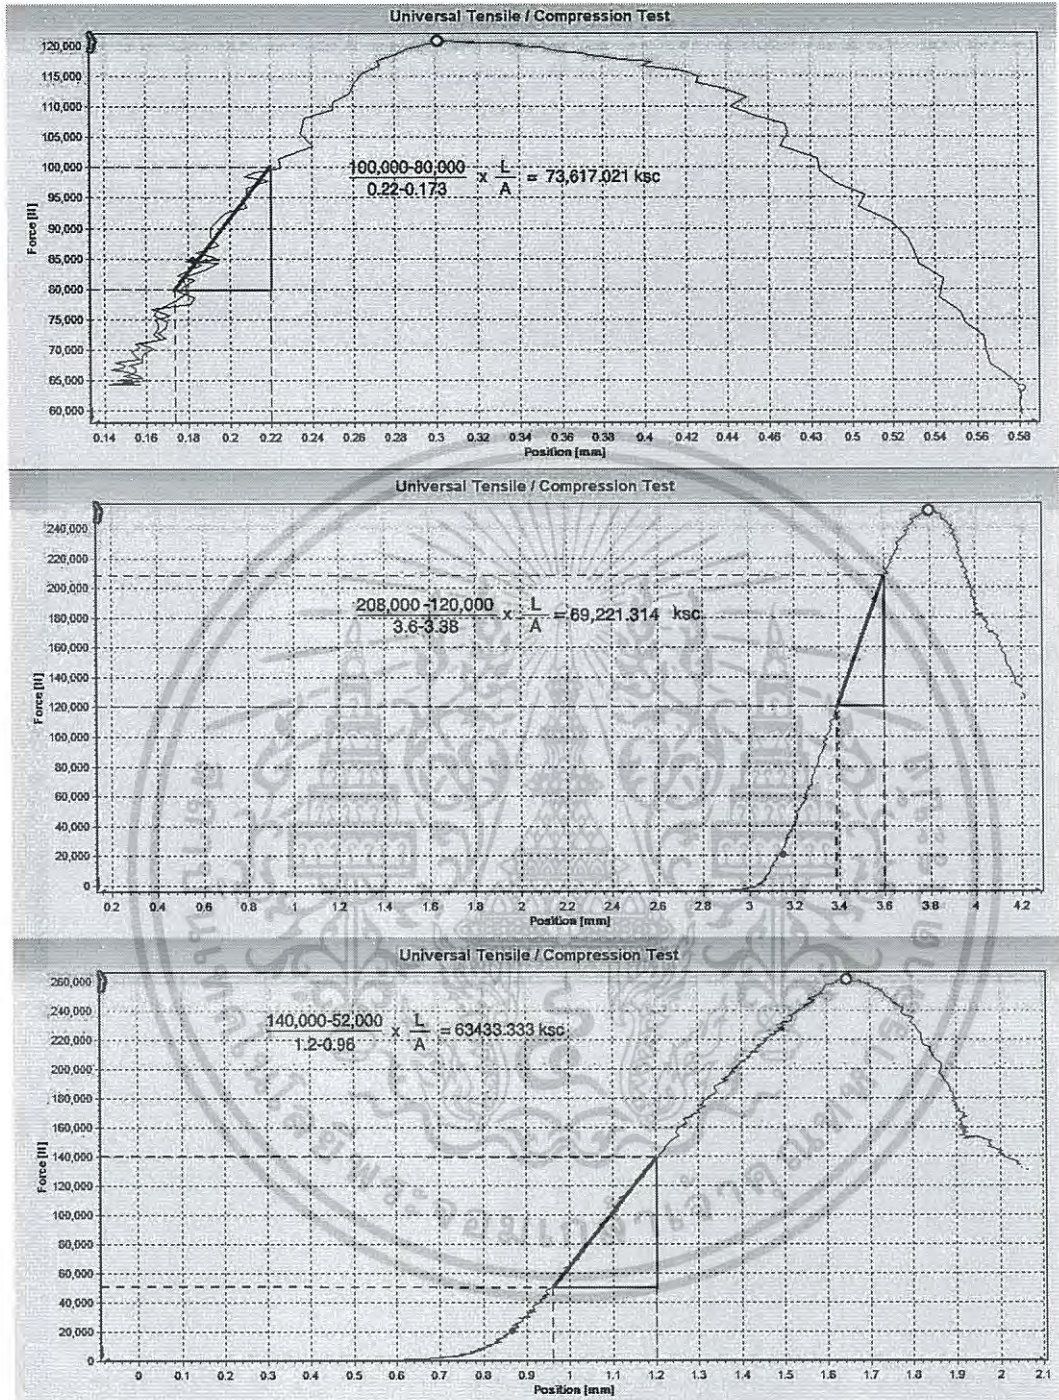 Universal Tensile / Compression Test
120,000
115,000
110,000
105,000
100,000
95,000
90,000
85,000
80,000
75,000
70,000
65,000
60,000
Force [N]
100,000-80,000
0.22-0.173
x L
A
= 73,617.021 ksc
0.14 0.16 0.18 0.2 0.22 0.24 0.26 0.28 0.3 0.32 0.34 0.36 0.38 0.4 0.42 0.44 0.46 0.43 0.5 0.52 0.54 0.56 0.58
Position [mm]
Universal Tensile / Compression Test
240,000
220,000
200,000
180,000
160,000
140,000
120,000
100,000
80,000
60,000
40,000
20,000
0
Force [N]
208,000-120,000
3.6-3.38
x L
A
= 69,221.314 ksc
0.2 0.4 0.6 0.8 1 1.2 1.4 1.6 1.8 2 2.2 2.4 2.6 2.8 3 3.2 3.4 3.6 3.8 4 4.2
Position [mm]
Universal Tensile / Compression Test
260,000
240,000
220,000
200,000
180,000
160,000
140,000
120,000
100,000
80,000
60,000
40,000
20,000
0
Force [N]
140,000-52,000
1.2-0.96
x L
A
= 63433.333 ksc
0 0.1 0.2 0.3 0.4 0.5 0.6 0.7 0.8 0.9 1 1.1 1.2 1.3 1.4 1.5 1.6 1.7 1.8 1.9 2 2.1
Position [mm]